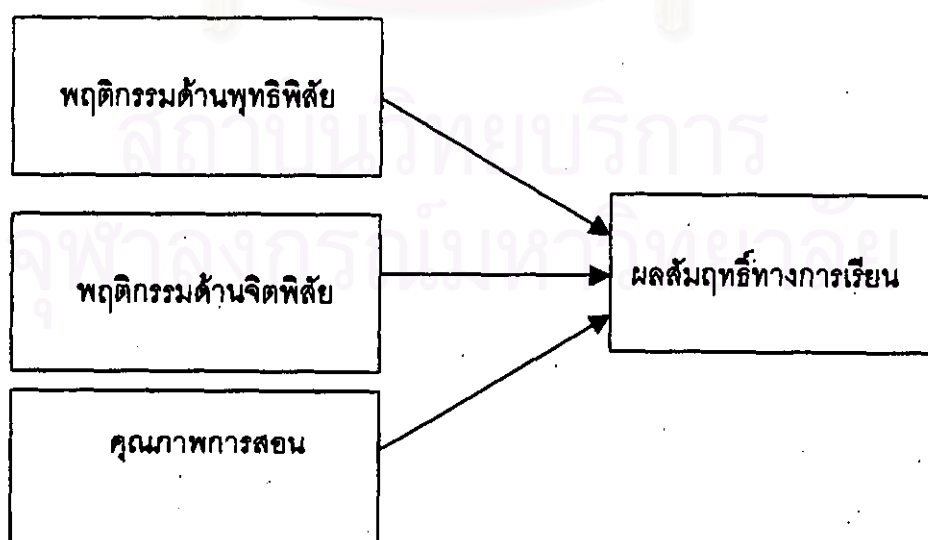 พฤติกรรมด้านพุทธิพิสัย
สถาบันวิทยบริการ
จุฬาลงกรณ์มหาวิทยาลัย
พฤติกรรมด้านจิตพิสัย
ผลสัมฤทธิ์ทางการเรียน
คุณภาพการสอน